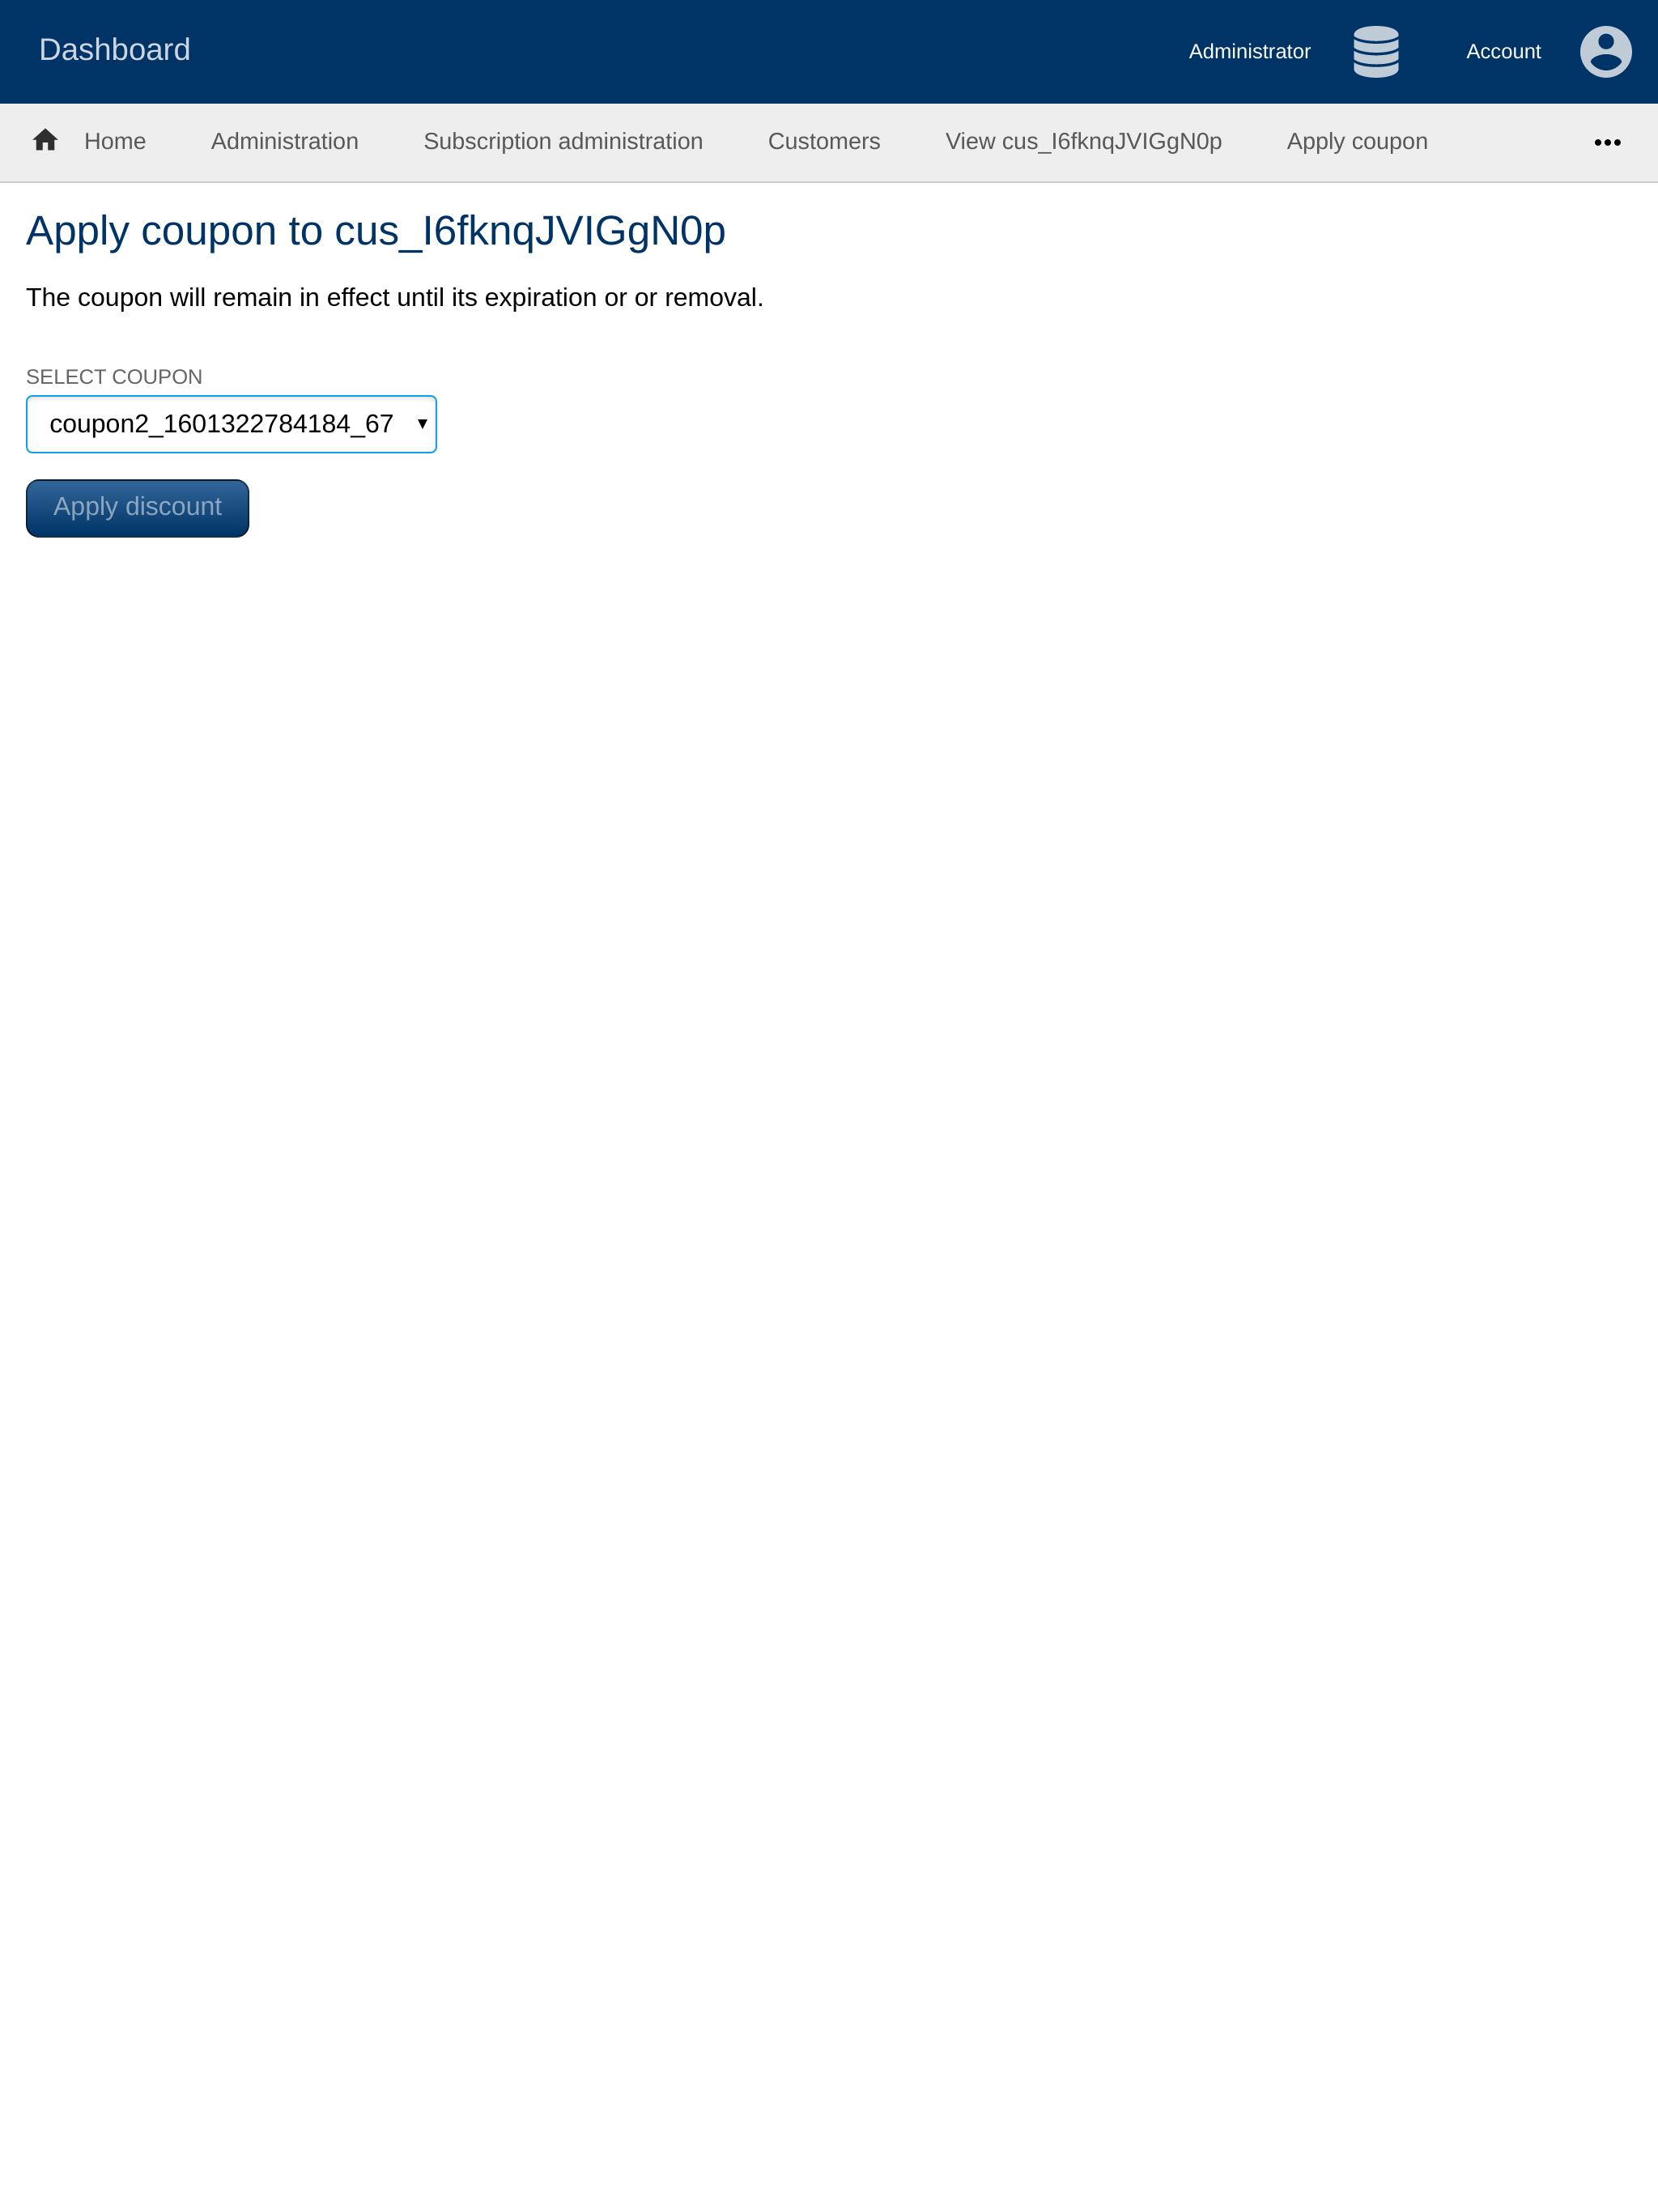 Dashboard
Administrator
Account
Home
Administration
Subscription administration
Customers
View cus_I6fknqJVIGgN0p
Apply coupon
Apply coupon to cus_I6fknqJVIGgN0p
The coupon will remain in effect until its expiration or or removal.
SELECT COUPON
coupon2_1601322784184_67
Apply discount